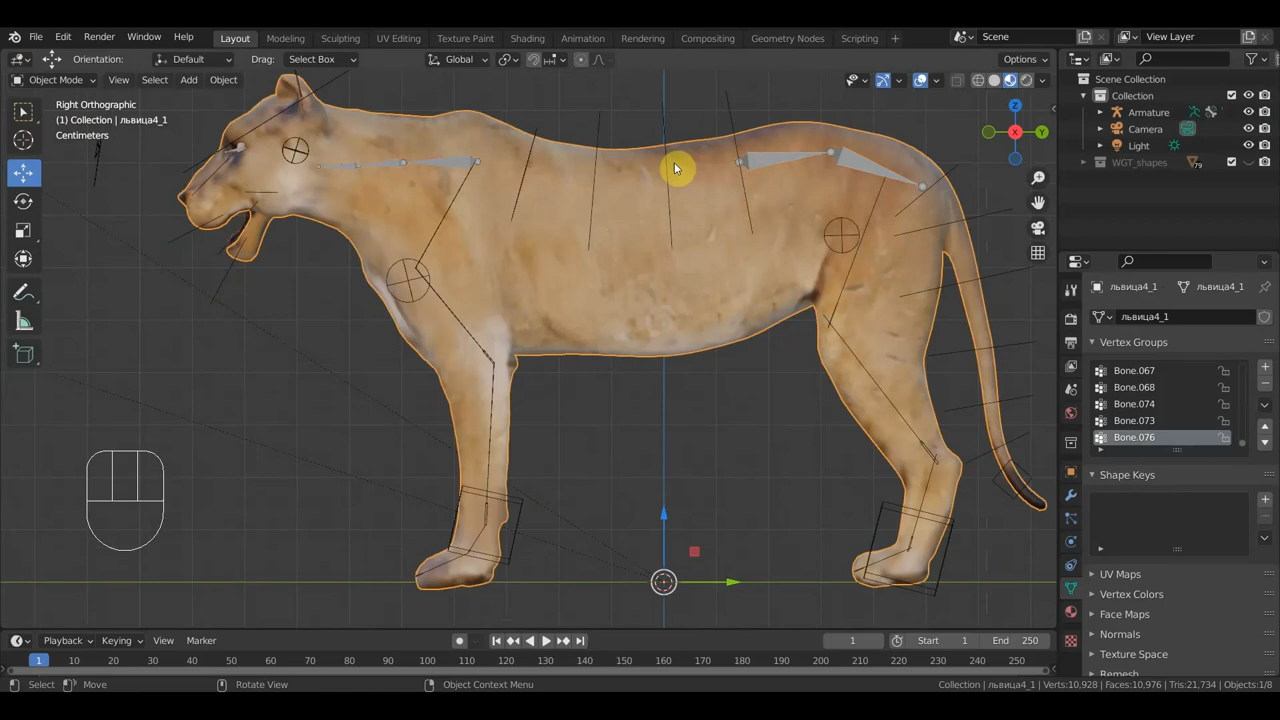 File Edit Render Window Help Layout Modeling Sculpting UV Editing Texture Paint Shading Animation Rendering Compositing Geometry Nodes Scripting + Scene View Layer
Orientation: Default Drag: Select Box Global Options
Object Mode View Select Add Object
Right Orthographic
(1) Collection | львица4_1
Centimeters
Z
X
Y
Scene Collection
Collection
Armature
Camera
Light
WGT_shapes 79
львица4_1 львица4_1
львица4_1
Vertex Groups
Bone.067
Bone.068
Bone.074
Bone.073
Bone.076
Shape Keys
UV Maps
Vertex Colors
Face Maps
Normals
Texture Space
Remesh
Playback Keying View Marker 1 Start 1 End 250
1 10 20 30 40 50 60 70 80 90 100 110 120 130 140 150 160 170 180 190 200 210 220 230 240 250
Select Move Rotate View Object Context Menu Collection | львица4_1 | Verts:10,928 | Faces:10,976 | Tris:21,734 | Objects:1/8